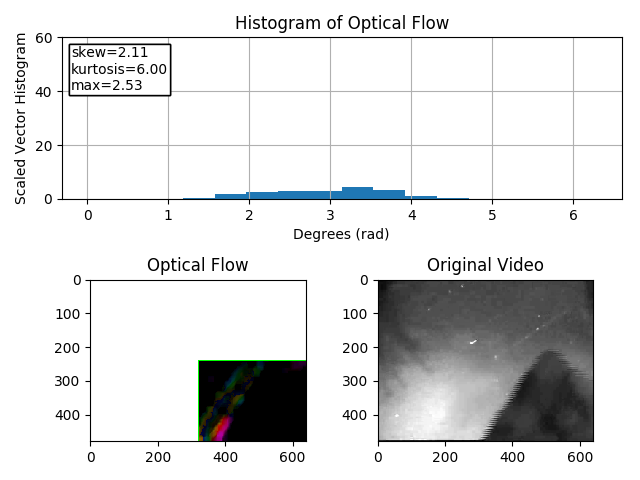 Histogram of Optical Flow
Scaled Vector Histogram
60
40
20
0
skew=2.11
kurtosis=6.00
max=2.53
0 1 2 3 4 5 6
Degrees (rad)
Optical Flow
0
100
200
300
400
0 200 400 600
Original Video
0
100
200
300
400
0 200 400 600